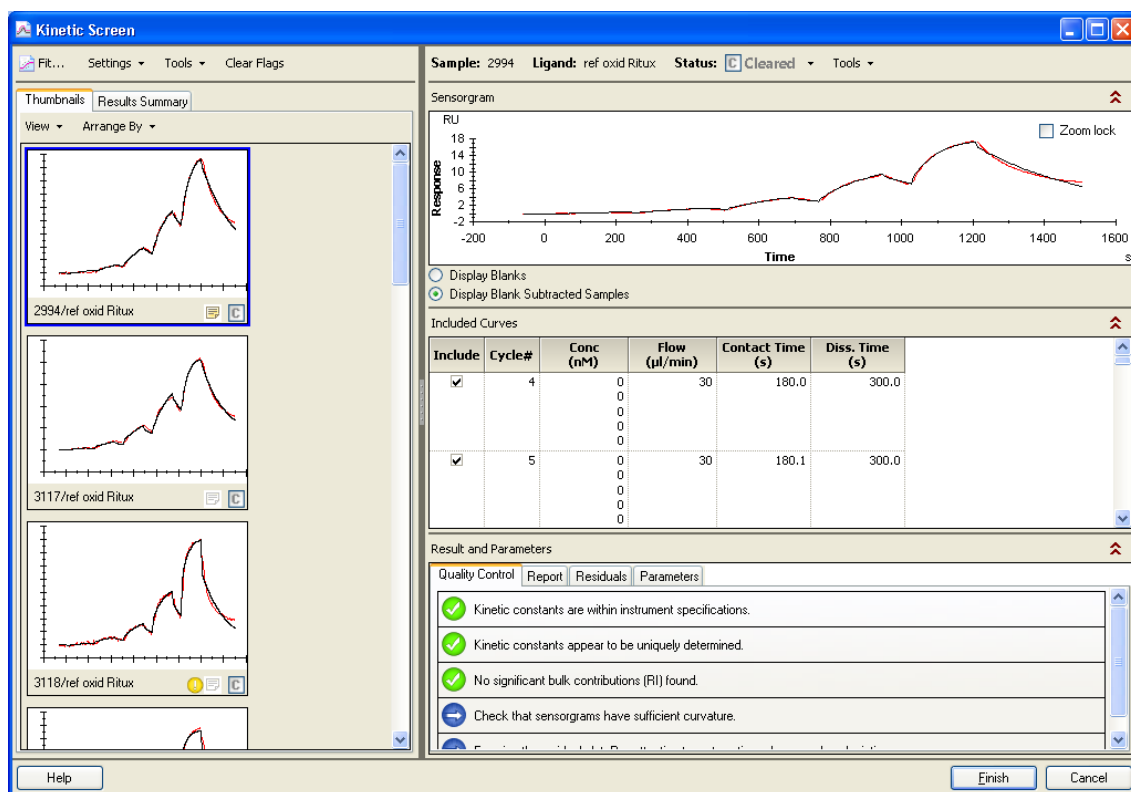 Kinetic Screen
Fit... Settings Tools Clear Flags
Thumbnails Results Summary
View Arrange By
2994/ref oxid Ritux C
3117/ref oxid Ritux C
3118/ref oxid Ritux C
Sample: 2994 Ligand: ref oxid Ritux Status: C Cleared Tools
Sensorgram
RU
Zoom lock
18
14
10
6
2
-2
Response
-200 0 200 400 600 800 1000 1200 1400 1600
Time s
Display Blanks
Display Blank Subtracted Samples
Included Curves
Include Cycle# Conc (nM) Flow (µl/min) Contact Time (s) Diss. Time (s)
4 0 30 180.0 300.0
0
0
0
0
5 0 30 180.1 300.0
0
0
0
0
Result and Parameters
Quality Control Report Residuals Parameters
Kinetic constants are within instrument specifications.
Kinetic constants appear to be uniquely determined.
No significant bulk contributions (RI) found.
Check that sensorgrams have sufficient curvature.
Help Finish Cancel